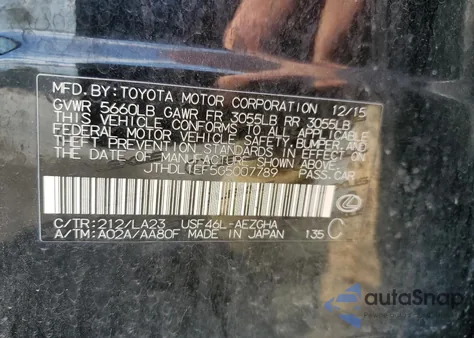 MFD. BY: TOYOTA MOTOR CORPORATION 12/15
GVWR 5660LB, GAWR FR 3055LB RR 3055LB
THIS VEHICLE CONFORMS TO ALL APPLICABLE
FEDERAL MOTOR VEHICLE SAFETY, BUMPER, AND
THEFT PREVENTION STANDARDS IN EFFECT ON
THE DATE OF MANUFACTURE SHOWN ABOVE.
JTHDL1EF5G5007789 PASS. CAR
C/TR: 212/LA23 USF46L-AEZGHA
A/TM: A02A/AA80F MADE IN JAPAN 135 C
autoSnap